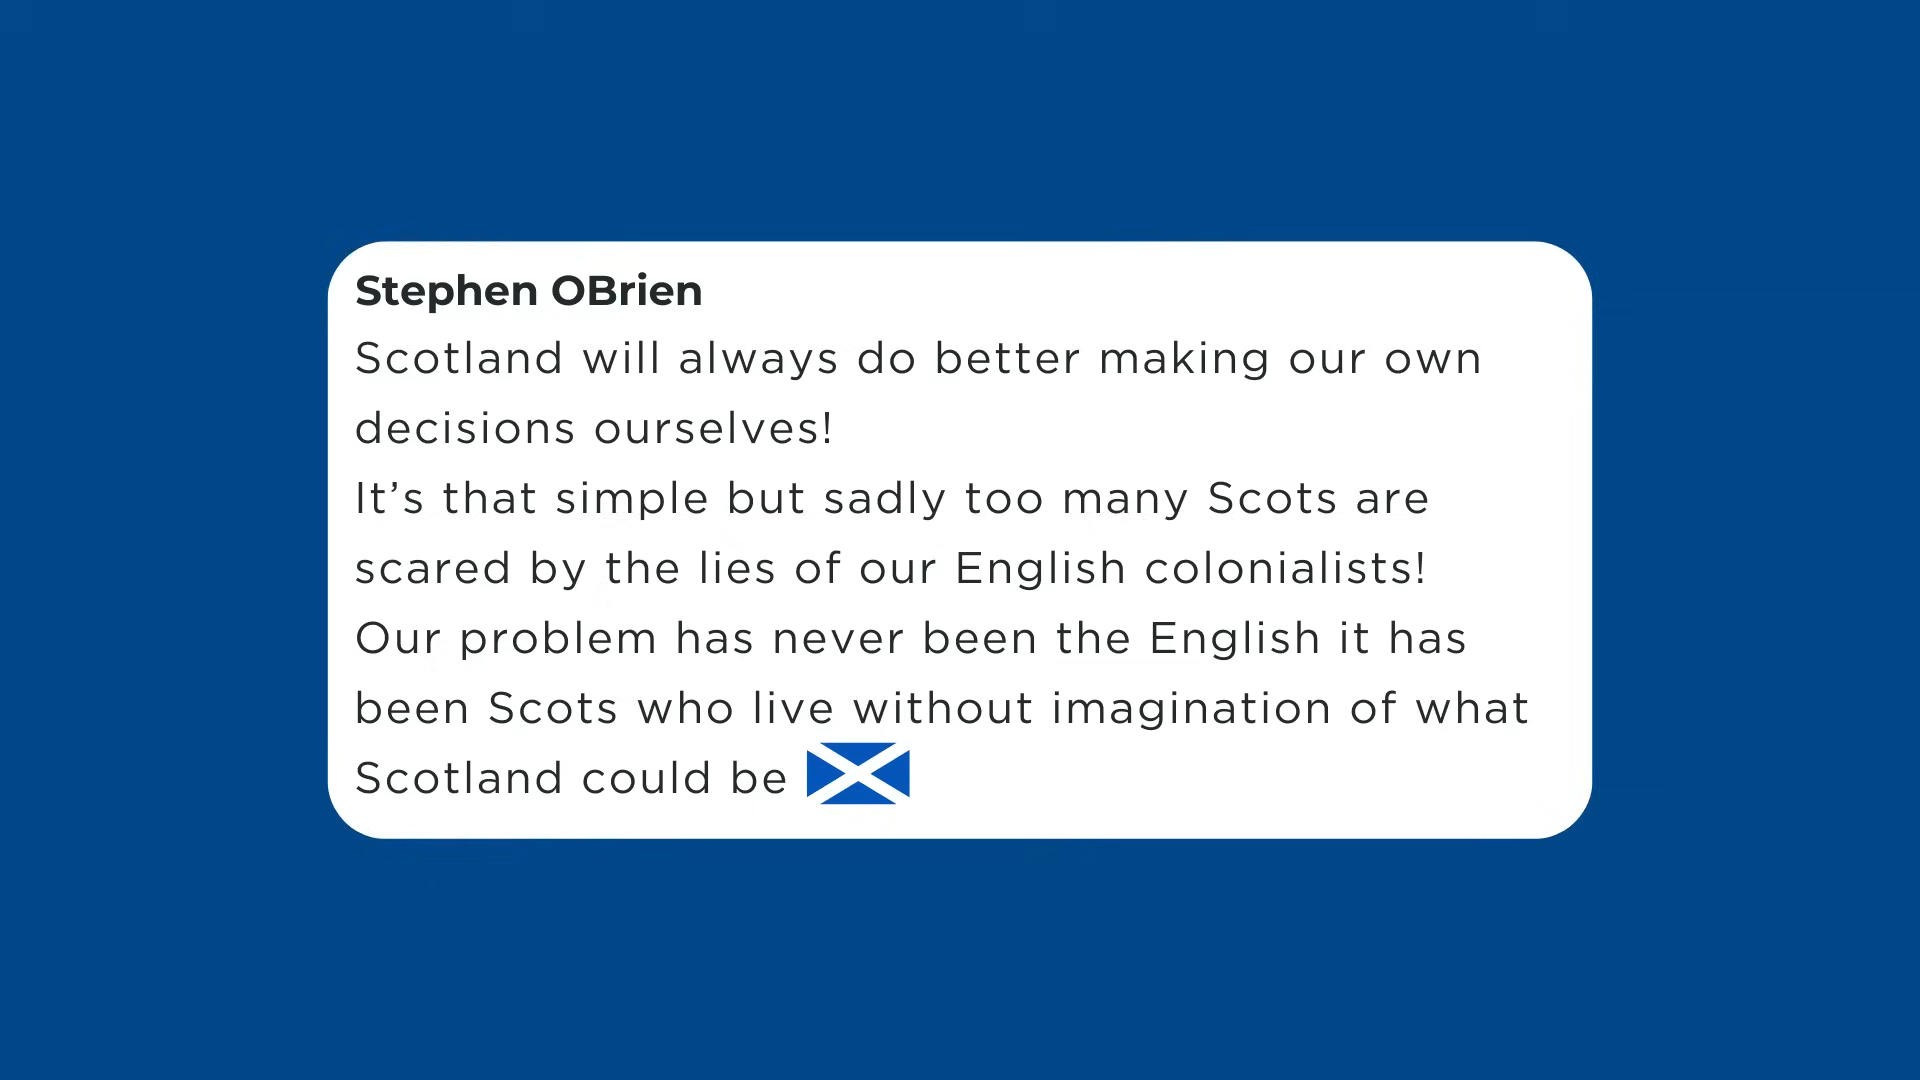 Stephen OBrien
Scotland will always do better making our own
decisions ourselves!
It’s that simple but sadly too many Scots are
scared by the lies of our English colonialists!
Our problem has never been the English it has
been Scots who live without imagination of what
Scotland could be